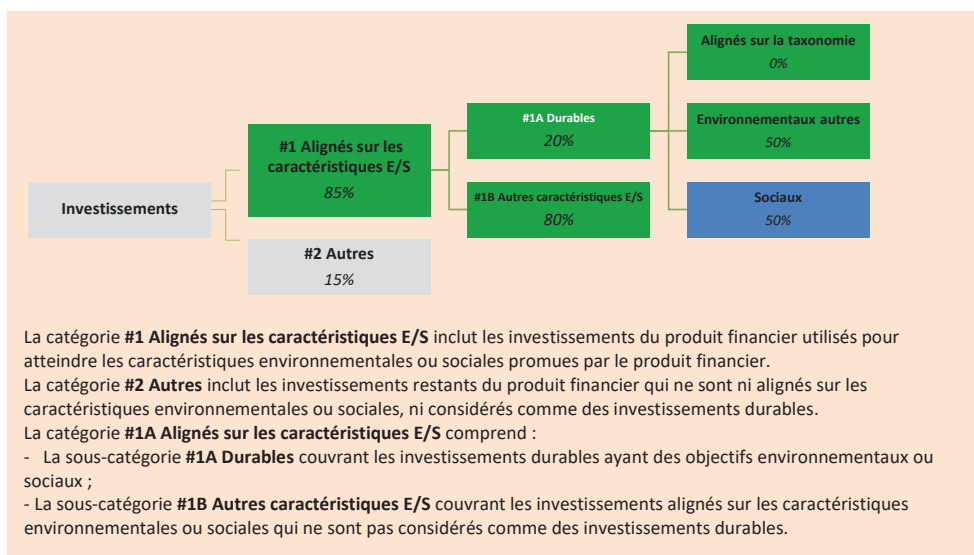 Investissements
#1 Alignés sur les
caractéristiques E/S
85%
#2 Autres
15%
#1A Durables
20%
#1B Autres caractéristiques E/S
80%
Alignés sur la taxonomie
0%
Environnementaux autres
50%
Sociaux
50%
La catégorie #1 Alignés sur les caractéristiques E/S inclut les investissements du produit financier utilisés pour
atteindre les caractéristiques environnementales ou sociales promues par le produit financier.
La catégorie #2 Autres inclut les investissements restants du produit financier qui ne sont ni alignés sur les
caractéristiques environnementales ou sociales, ni considérés comme des investissements durables.
La catégorie #1A Alignés sur les caractéristiques E/S comprend :
- La sous-catégorie #1A Durables couvrant les investissements durables ayant des objectifs environnementaux ou
sociaux ;
- La sous-catégorie #1B Autres caractéristiques E/S couvrant les investissements alignés sur les caractéristiques
environnementales ou sociales qui ne sont pas considérés comme des investissements durables.